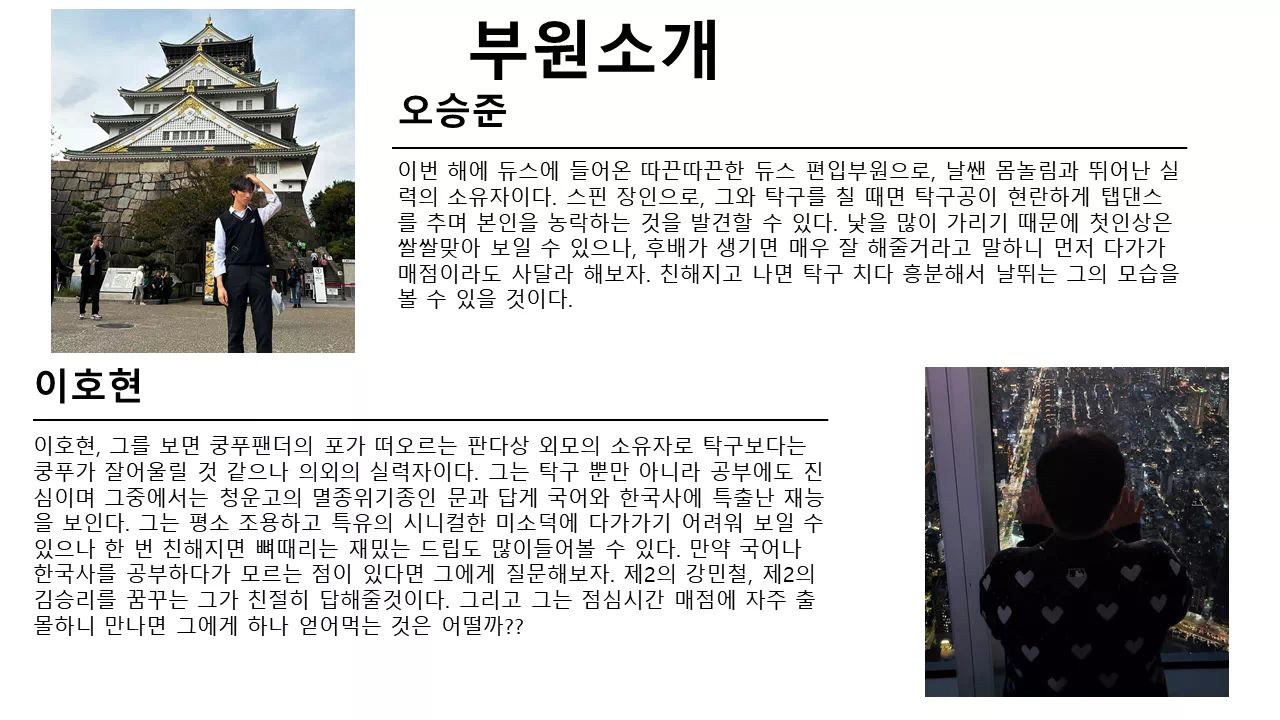 부원소개
오승준
이번 해에 듀스에 들어온 따끈따끈한 듀스 편입부원으로, 날쌘 몸놀림과 뛰어난 실
력의 소유자이다. 스핀 장인으로, 그와 탁구를 칠 때면 탁구공이 현란하게 탭댄스
를 추며 본인을 농락하는 것을 발견할 수 있다. 낯을 많이 가리기 때문에 첫인상은
쌀쌀맞아 보일 수 있으나, 후배가 생기면 매우 잘 해줄거라고 말하니 먼저 다가가
매점이라도 사달라 해보자. 친해지고 나면 탁구 치다 흥분해서 날뛰는 그의 모습을
볼 수 있을 것이다.
이호현
이호현, 그를 보면 쿵푸팬더의 포가 떠오르는 판다상 외모의 소유자로 탁구보다는
쿵푸가 잘어울릴 것 같으나 의외의 실력자이다. 그는 탁구 뿐만 아니라 공부에도 진
심이며 그중에서는 청운고의 멸종위기종인 문과 답게 국어와 한국사에 특출난 재능
을 보인다. 그는 평소 조용하고 특유의 시니컬한 미소덕에 다가가기 어려워 보일 수
있으나 한 번 친해지면 뼈때리는 재밌는 드립도 많이들어볼 수 있다. 만약 국어나
한국사를 공부하다가 모르는 점이 있다면 그에게 질문해보자. 제2의 강민철, 제2의
김승리를 꿈꾸는 그가 친절히 답해줄것이다. 그리고 그는 점심시간 매점에 자주 출
몰하니 만나면 그에게 하나 얻어먹는 것은 어떨까??